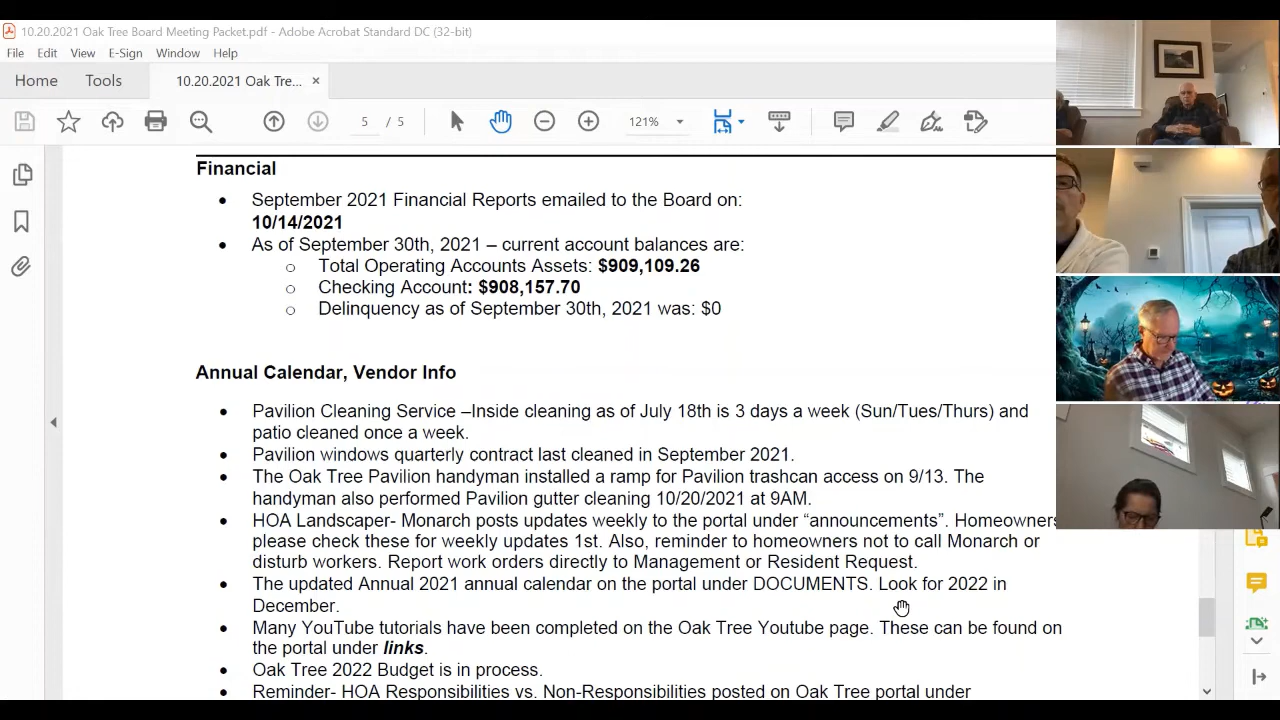 10.20.2021 Oak Tree Board Meeting Packet.pdf - Adobe Acrobat Standard DC (32-bit)
File Edit View E-Sign Window Help
Home Tools 10.20.2021 Oak Tre... ×
5 / 5 121%
Financial
• September 2021 Financial Reports emailed to the Board on:
10/14/2021
• As of September 30th, 2021 – current account balances are:
o Total Operating Accounts Assets: $909,109.26
o Checking Account: $908,157.70
o Delinquency as of September 30th, 2021 was: $0
Annual Calendar, Vendor Info
• Pavilion Cleaning Service –Inside cleaning as of July 18th is 3 days a week (Sun/Tues/Thurs) and
patio cleaned once a week.
• Pavilion windows quarterly contract last cleaned in September 2021.
• The Oak Tree Pavilion handyman installed a ramp for Pavilion trashcan access on 9/13. The
handyman also performed Pavilion gutter cleaning 10/20/2021 at 9AM.
• HOA Landscaper- Monarch posts updates weekly to the portal under “announcements”. Homeowners
please check these for weekly updates 1st. Also, reminder to homeowners not to call Monarch or
disturb workers. Report work orders directly to Management or Resident Request.
• The updated Annual 2021 annual calendar on the portal under DOCUMENTS. Look for 2022 in
December.
• Many YouTube tutorials have been completed on the Oak Tree Youtube page. These can be found on
the portal under links.
• Oak Tree 2022 Budget is in process.
• Reminder- HOA Responsibilities vs. Non-Responsibilities posted on Oak Tree portal under